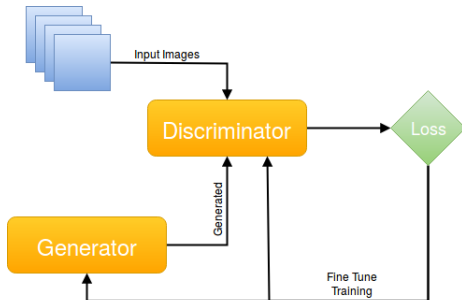 Input Images
Discriminator
Loss
Generated
Generator
Fine Tune
Training